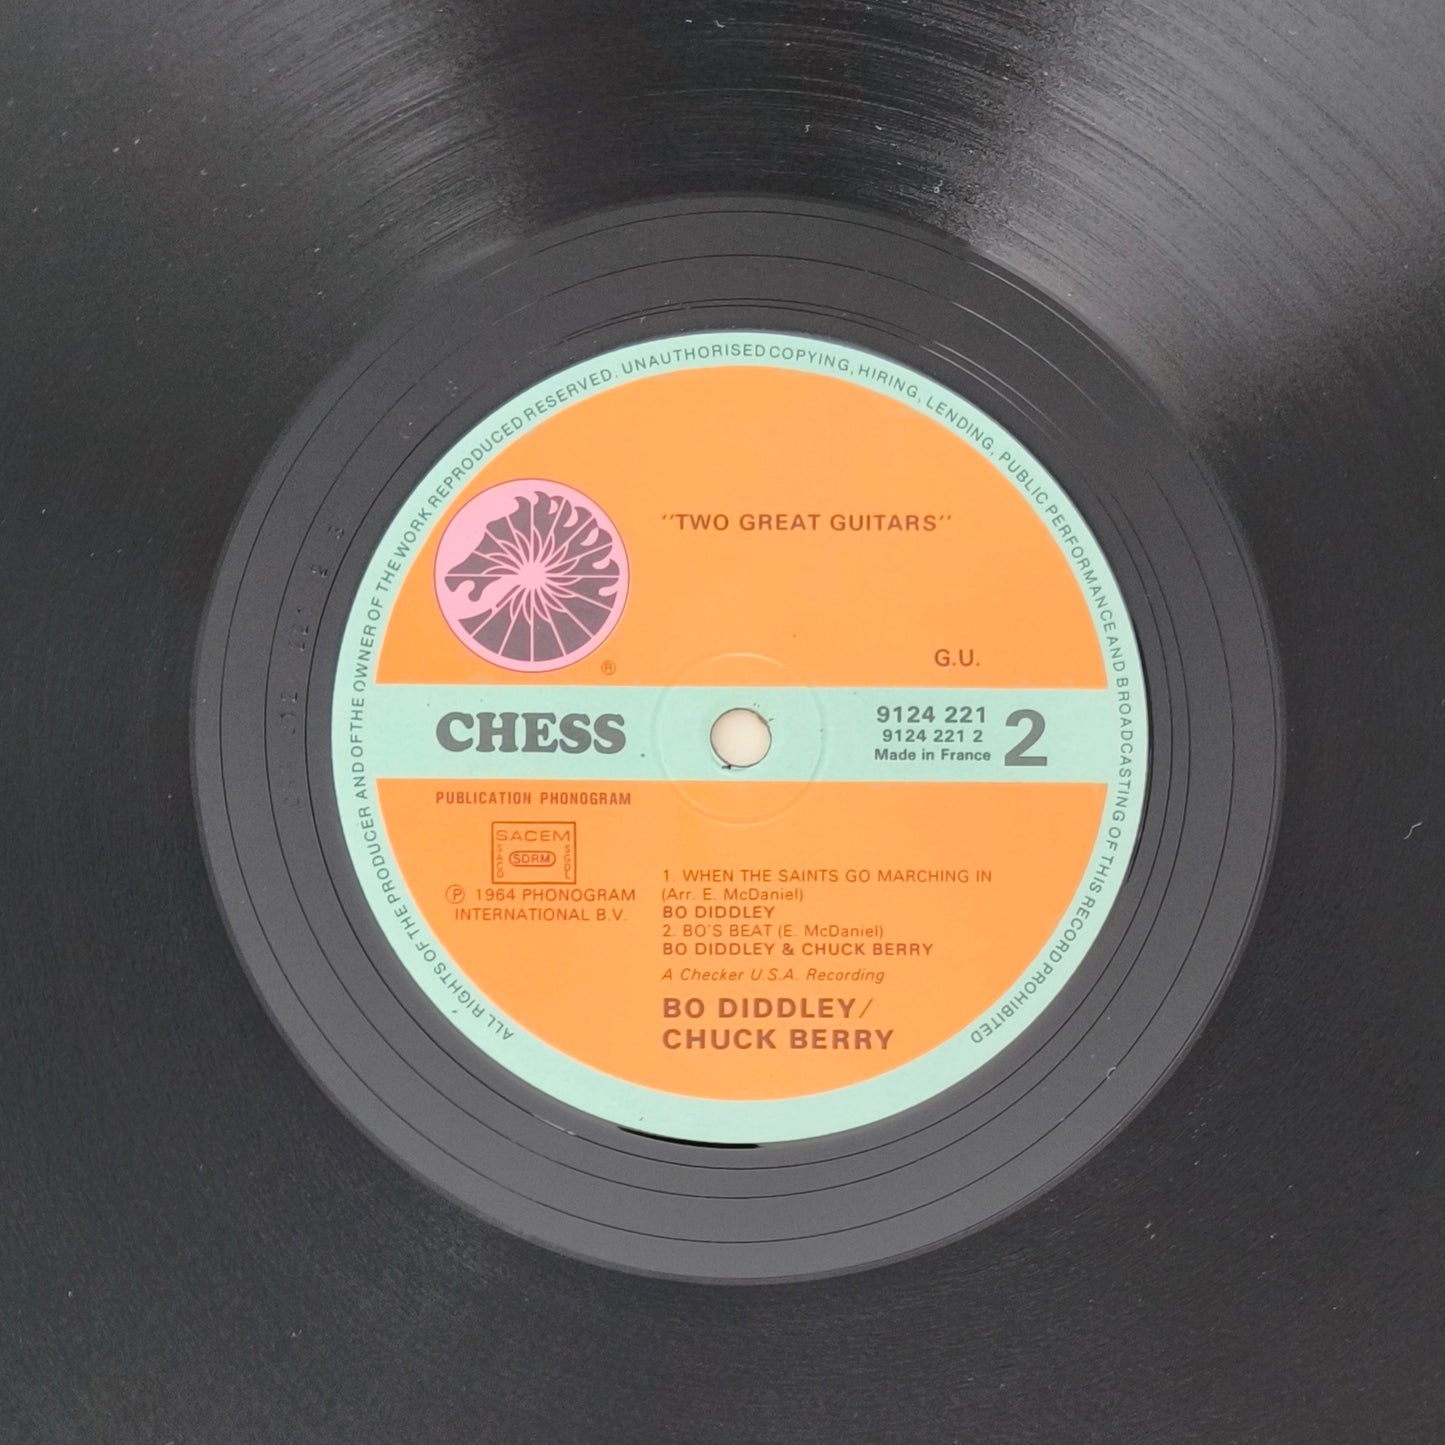 ALL RIGHTS OF THE PRODUCER AND OF THE OWNER OF THE WORK REPRODUCED RESERVED. UNAUTHORISED COPYING, HIRING, LENDING, PUBLIC PERFORMANCE AND BROADCASTING OF THIS RECORD PROHIBITED
"TWO GREAT GUITARS"
®
G.U.
CHESS
9124 221
9124 221 2
Made in France
2
PUBLICATION PHONOGRAM
SACEM
SACD
SDRM
SGDL
℗ 1964 PHONOGRAM
INTERNATIONAL B.V.
1. WHEN THE SAINTS GO MARCHING IN
(Arr. E. McDaniel)
BO DIDDLEY
2. BO'S BEAT (E. McDaniel)
BO DIDDLEY & CHUCK BERRY
A Checker U.S.A. Recording
BO DIDDLEY/
CHUCK BERRY